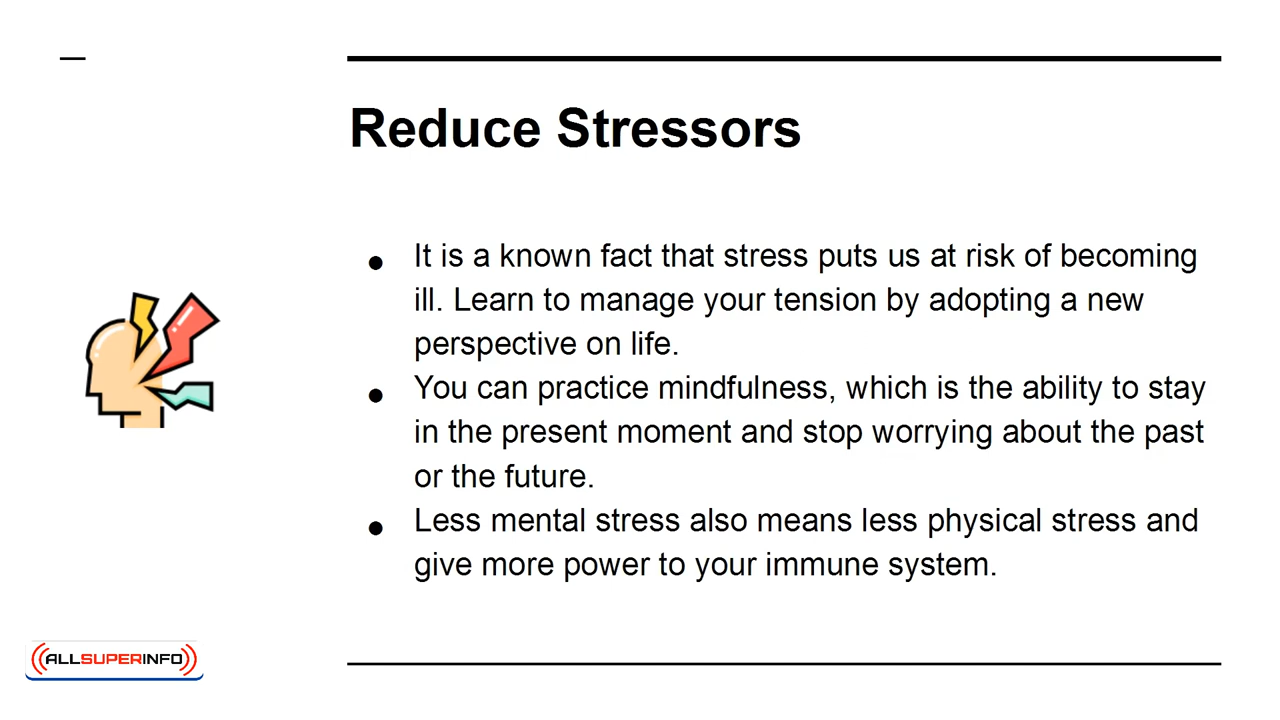 Reduce Stressors
● It is a known fact that stress puts us at risk of becoming
ill. Learn to manage your tension by adopting a new
perspective on life.
● You can practice mindfulness, which is the ability to stay
in the present moment and stop worrying about the past
or the future.
● Less mental stress also means less physical stress and
give more power to your immune system.
ALLSUPERINFO